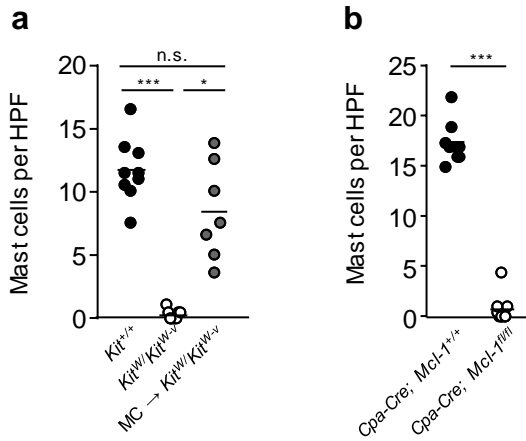 a
n.s.
*** *
Mast cells per HPF
20
15
10
5
0
Kit+/+
KitW/KitW-v
MC → KitW/KitW-v
b
***
Mast cells per HPF
25
20
15
10
5
0
Cpa-Cre; Mcl-1+/+
Cpa-Cre; Mcl-1fl/fl